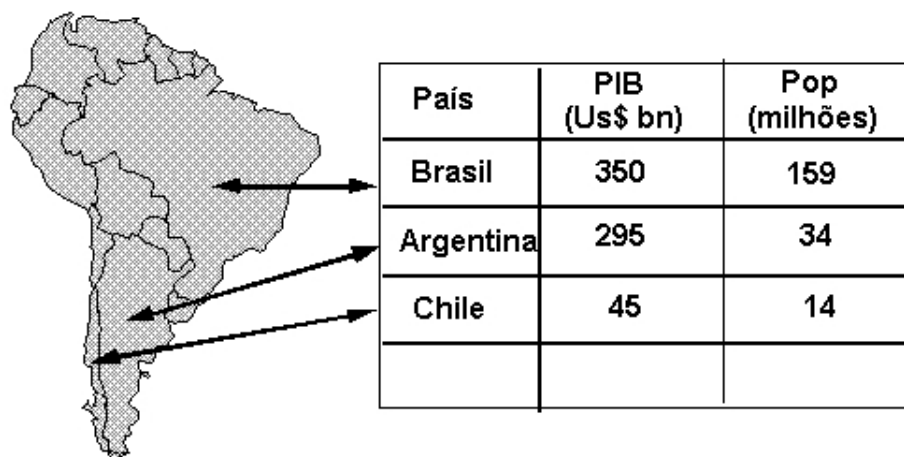 País PIB (Us$ bn) Pop (milhões)
Brasil 350 159
Argentina 295 34
Chile 45 14